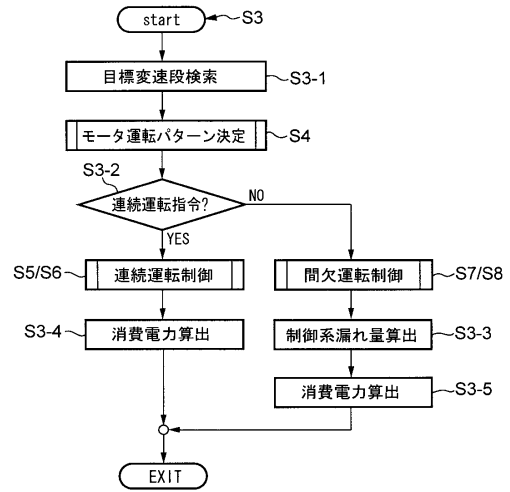 start
S3
目標変速段検索
S3-1
モータ運転パターン決定
S4
S3-2
連続運転指令?
NO
YES
S5/S6
連続運転制御
間欠運転制御
S7/S8
S3-4
消費電力算出
制御系漏れ量算出
S3-3
消費電力算出
S3-5
EXIT